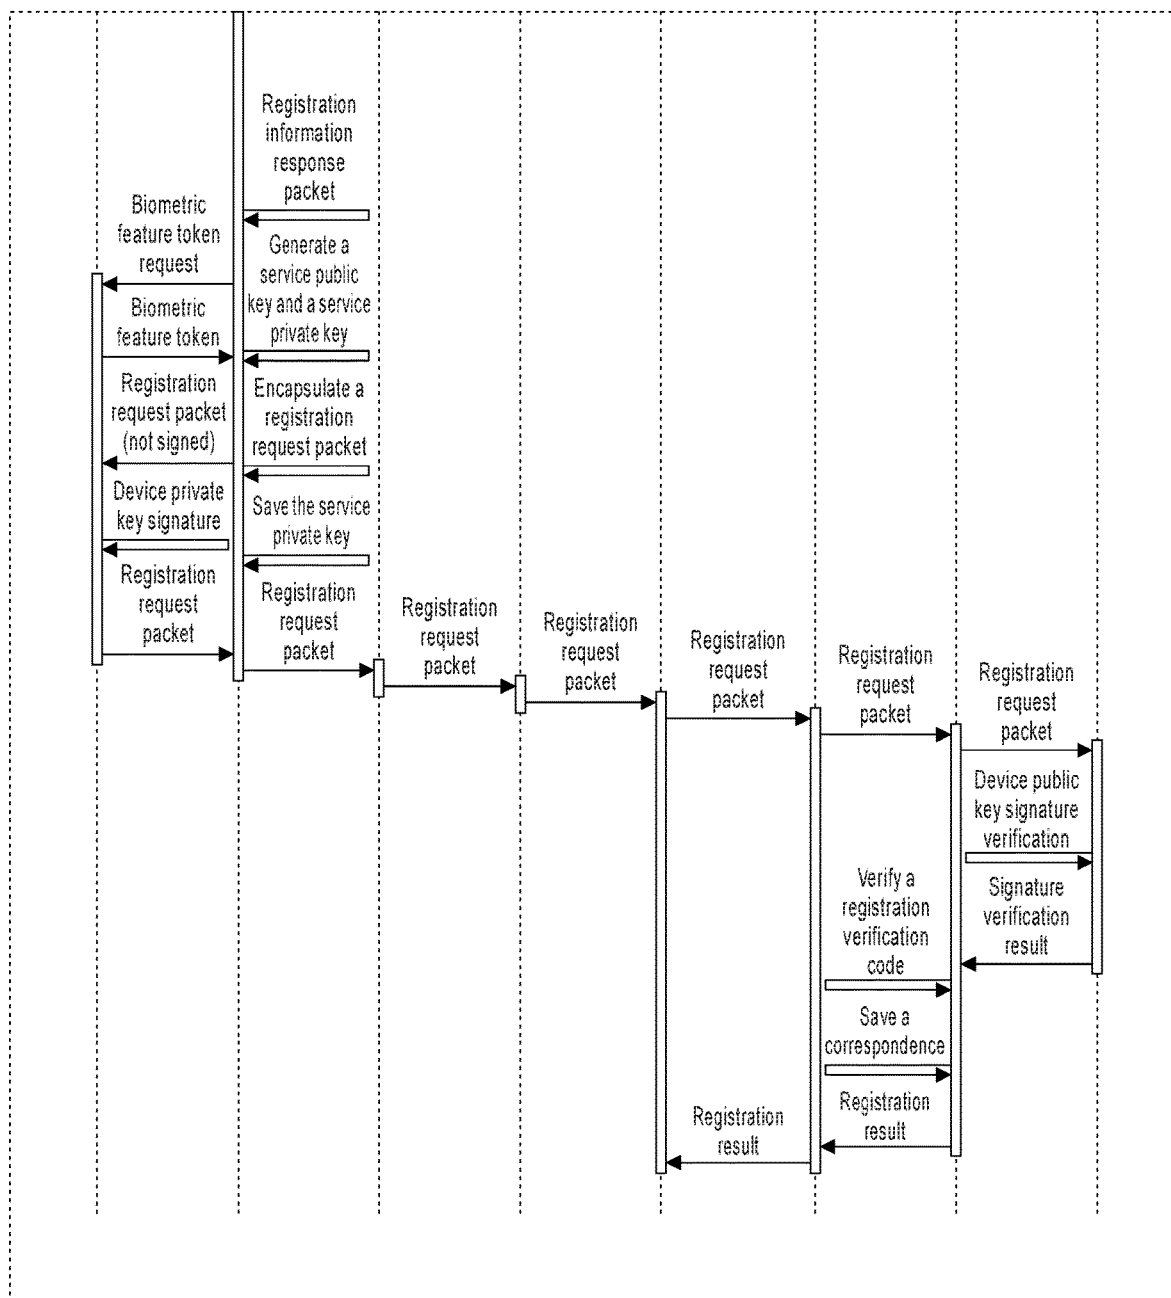 Registration
information
response
packet
Biometric
feature token
request
Generate a
service public
key and a service
private key
Biometric
feature token
Registration
request packet
(not signed)
Encapsulate a
registration
request packet
Device private
key signature
Save the service
private key
Registration
request
packet
Registration
request
packet
Registration
request
packet
Registration
request
packet
Registration
request
packet
Registration
request
packet
Registration
request
packet
Device public
key signature
verification
Verify a
registration
verification
code
Signature
verification
result
Save a
correspondence
Registration
result
Registration
result